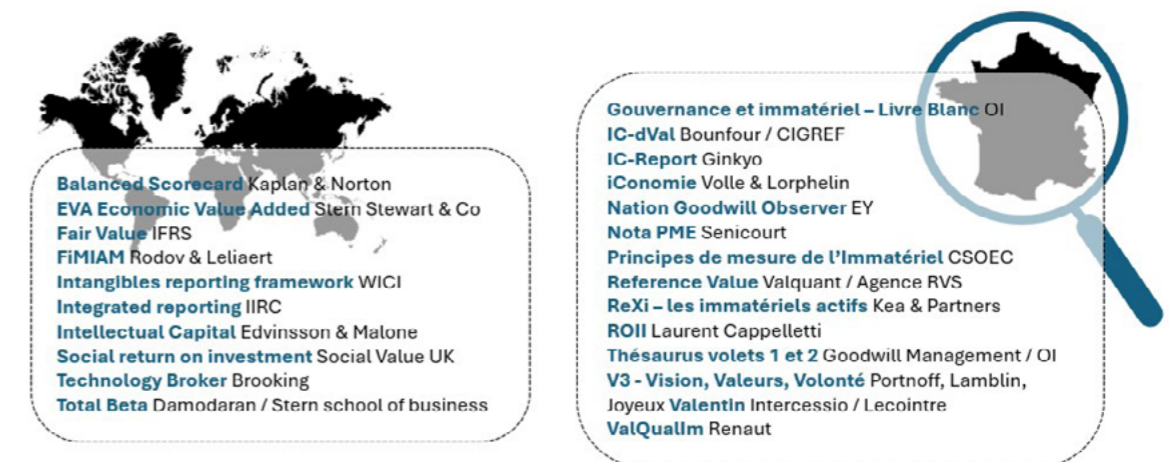 Balanced Scorecard Kaplan & Norton
EVA Economic Value Added Stern Stewart & Co
Fair Value IFRS
FiMIAM Rodov & Leliaert
Intangibles reporting framework WICI
Integrated reporting IIRC
Intellectual Capital Edvinsson & Malone
Social return on investment Social Value UK
Technology Broker Brooking
Total Beta Damodaran / Stern school of business
Gouvernance et immatériel – Livre Blanc OI
IC-dVal Bounfour / CIGREF
IC-Report Ginkyo
iConomie Volle & Lorphelin
Nation Goodwill Observer EY
Nota PME Senicourt
Principes de mesure de l'Immatériel CSOEC
Reference Value Valquant / Agence RVS
ReXi – les immatériels actifs Kea & Partners
ROII Laurent Cappelletti
Thésaurus volets 1 et 2 Goodwill Management / OI
V3 - Vision, Valeurs, Volonté Portnoff, Lamblin,
Joyeux Valentin Intercessio / Lecointre
ValQualIm Renaut